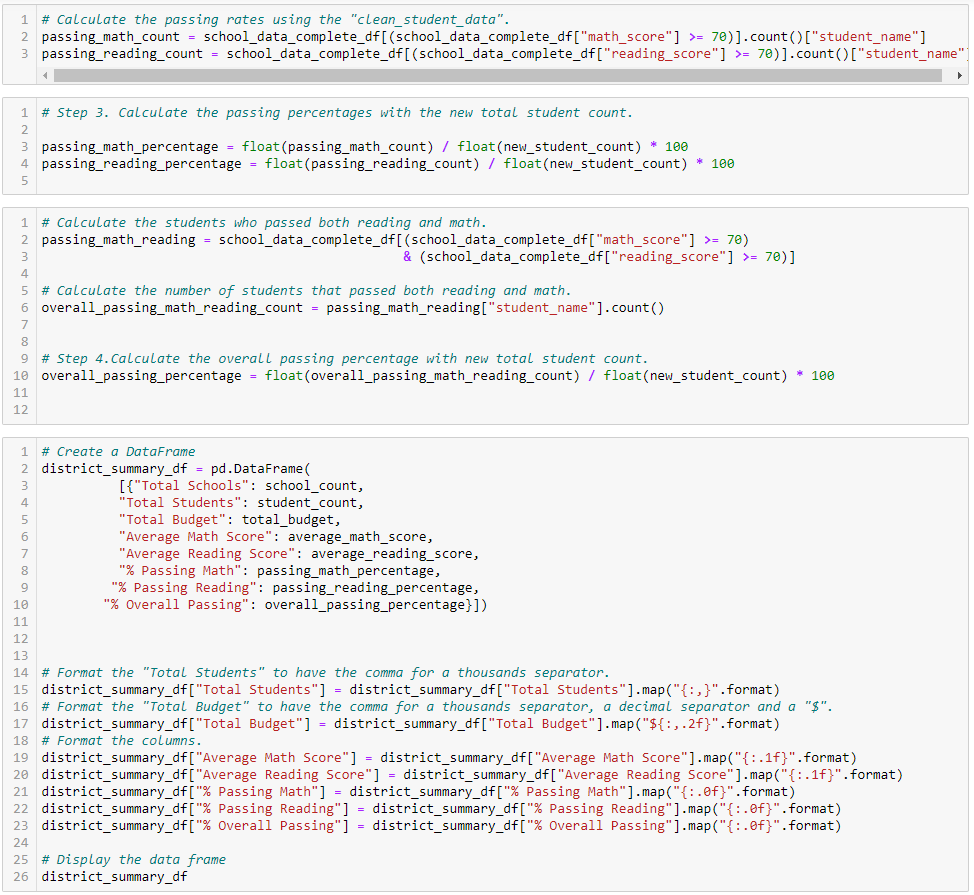 1 # Calculate the passing rates using the "clean_student_data".
2 passing_math_count = school_data_complete_df[(school_data_complete_df["math_score"] >= 70)].count()["student_name"]
3 passing_reading_count = school_data_complete_df[(school_data_complete_df["reading_score"] >= 70)].count()["student_name"]
1 # Step 3. Calculate the passing percentages with the new total student count.
2
3 passing_math_percentage = float(passing_math_count) / float(new_student_count) * 100
4 passing_reading_percentage = float(passing_reading_count) / float(new_student_count) * 100
5
1 # Calculate the students who passed both reading and math.
2 passing_math_reading = school_data_complete_df[(school_data_complete_df["math_score"] >= 70)
3 & (school_data_complete_df["reading_score"] >= 70)]
4
5 # Calculate the number of students that passed both reading and math.
6 overall_passing_math_reading_count = passing_math_reading["student_name"].count()
7
8
9 # Step 4.Calculate the overall passing percentage with new total student count.
10 overall_passing_percentage = float(overall_passing_math_reading_count) / float(new_student_count) * 100
11
12
1 # Create a DataFrame
2 district_summary_df = pd.DataFrame(
3 [{"Total Schools": school_count,
4 "Total Students": student_count,
5 "Total Budget": total_budget,
6 "Average Math Score": average_math_score,
7 "Average Reading Score": average_reading_score,
8 "% Passing Math": passing_math_percentage,
9 "% Passing Reading": passing_reading_percentage,
10 "% Overall Passing": overall_passing_percentage}])
11
12
13
14 # Format the "Total Students" to have the comma for a thousands separator.
15 district_summary_df["Total Students"] = district_summary_df["Total Students"].map("{:,}".format)
16 # Format the "Total Budget" to have the comma for a thousands separator, a decimal separator and a "$".
17 district_summary_df["Total Budget"] = district_summary_df["Total Budget"].map("${:,.2f}".format)
18 # Format the columns.
19 district_summary_df["Average Math Score"] = district_summary_df["Average Math Score"].map("{:.1f}".format)
20 district_summary_df["Average Reading Score"] = district_summary_df["Average Reading Score"].map("{:.1f}".format)
21 district_summary_df["% Passing Math"] = district_summary_df["% Passing Math"].map("{:.0f}".format)
22 district_summary_df["% Passing Reading"] = district_summary_df["% Passing Reading"].map("{:.0f}".format)
23 district_summary_df["% Overall Passing"] = district_summary_df["% Overall Passing"].map("{:.0f}".format)
24
25 # Display the data frame
26 district_summary_df